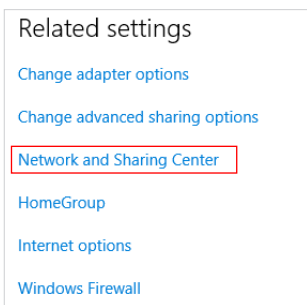 Related settings
Change adapter options
Change advanced sharing options
Network and Sharing Center
HomeGroup
Internet options
Windows Firewall